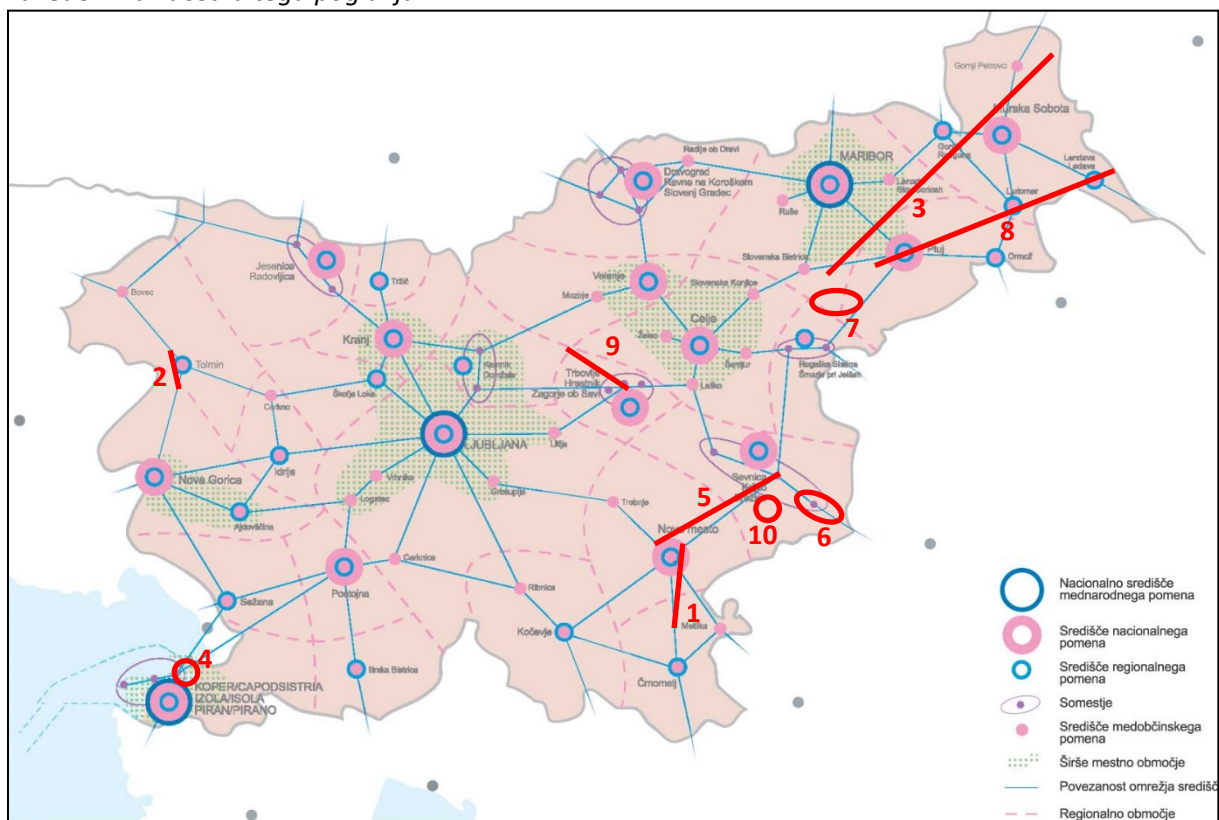 Gornji Petrovci
Murska Sobota
Radlje ob Dravi
MARIBOR
Gornja Radgona
Lendava
Ledava
Dravograd
Ravne na Koroškem
Slovenj Gradec
Ruše
3
Ljutomer
8
Jesenice
Radovljica
Tržič
Velenje
Slovenska Bistrica
Ptuj
Ormož
Bovec
Mozirje
Slovenske Konjice
7
Kranj
Celje
Žalec
Šentjur
Rogaška Slatina
Šmarje pri Jelšah
2
Tolmin
Kamnik
Domžale
9
Trbovlje
Hrastnik
Zagorje ob Savi
Laško
Cerkno
Škofja Loka
LJUBLJANA
Litija
Idrija
Nova Gorica
Vrhnika
Logatec
Grosuplje
Sevnica
Krško
Ajdovščina
Trebnje
5
10
6
Novo mesto
Postojna
Cerknica
Ribnica
Sežana
1
Metlika
Kočevje
4
Ilirska Bistrica
Črnomelj
KOPER/CAPODSISTRIA
IZOLA/ISOLA
PIRAN/PIRANO
Nacionalno središče
mednarodnega pomena
Središče nacionalnega
pomena
Središče regionalnega
pomena
Somestje
Središče medobčinskega
pomena
Širše mestno območje
Povezanost omrežja središč
Regionalno območje